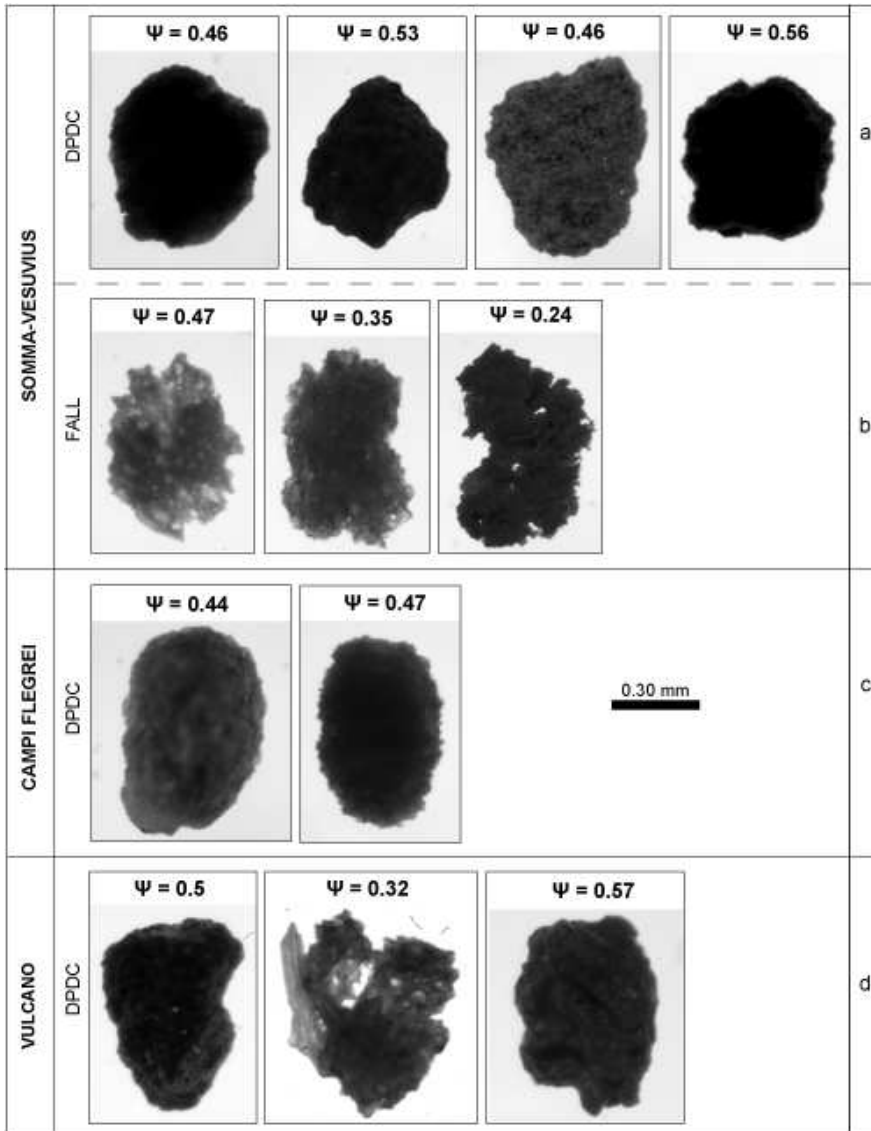 SOMMA-VESUVIUS
DPDC
Ψ = 0.46
Ψ = 0.53
Ψ = 0.46
Ψ = 0.56
a
FALL
Ψ = 0.47
Ψ = 0.35
Ψ = 0.24
b
CAMPI FLEGREI
DPDC
Ψ = 0.44
Ψ = 0.47
0.30 mm
c
VULCANO
DPDC
Ψ = 0.5
Ψ = 0.32
Ψ = 0.57
d